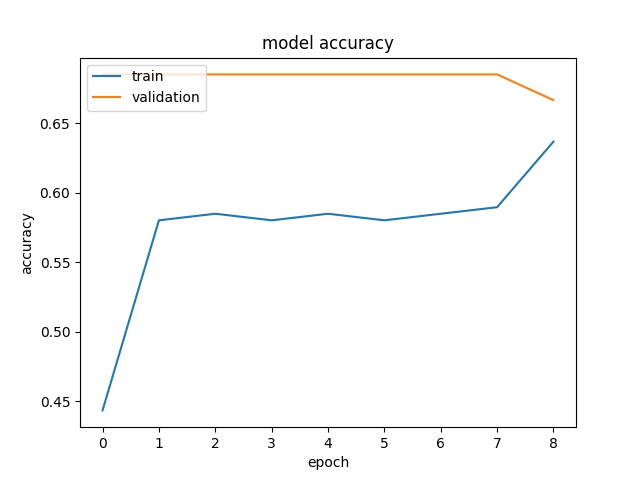 model accuracy
train
validation
0.65
0.60
0.55
0.50
0.45
accuracy
0 1 2 3 4 5 6 7 8
epoch